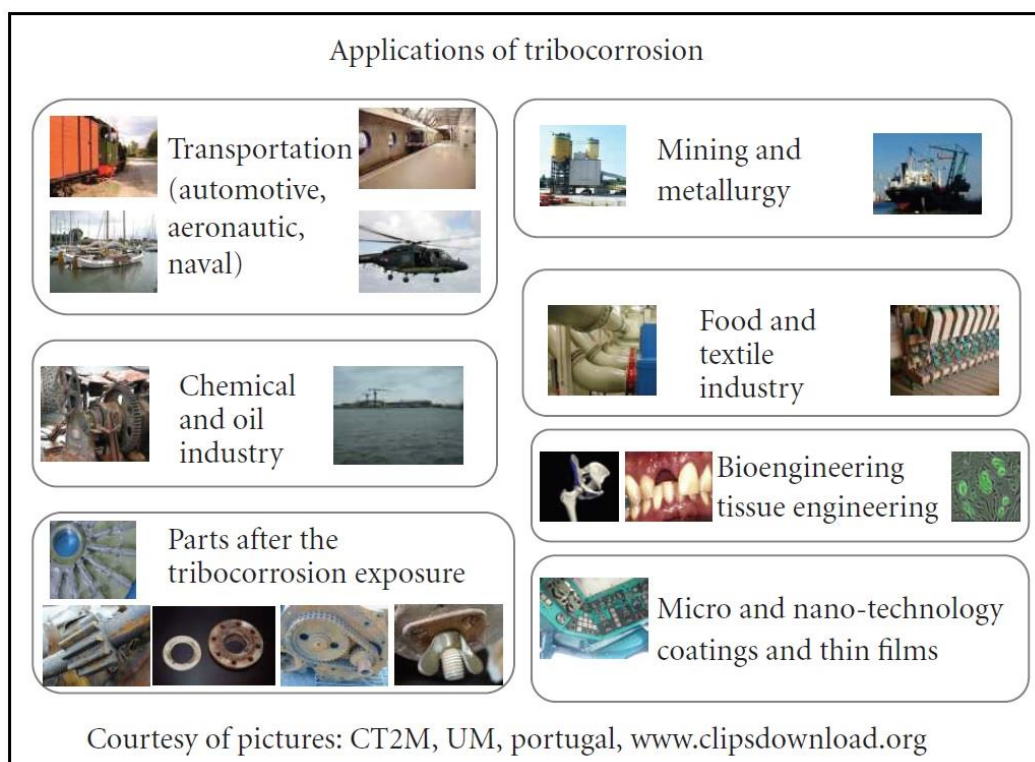 Applications of tribocorrosion
Transportation
(automotive,
aeronautic,
naval)
Mining and
metallurgy
Chemical
and oil
industry
Food and
textile
industry
Bioengineering
tissue engineering
Parts after the
tribocorrosion exposure
Micro and nano-technology
coatings and thin films
Courtesy of pictures: CT2M, UM, portugal, www.clipsdownload.org